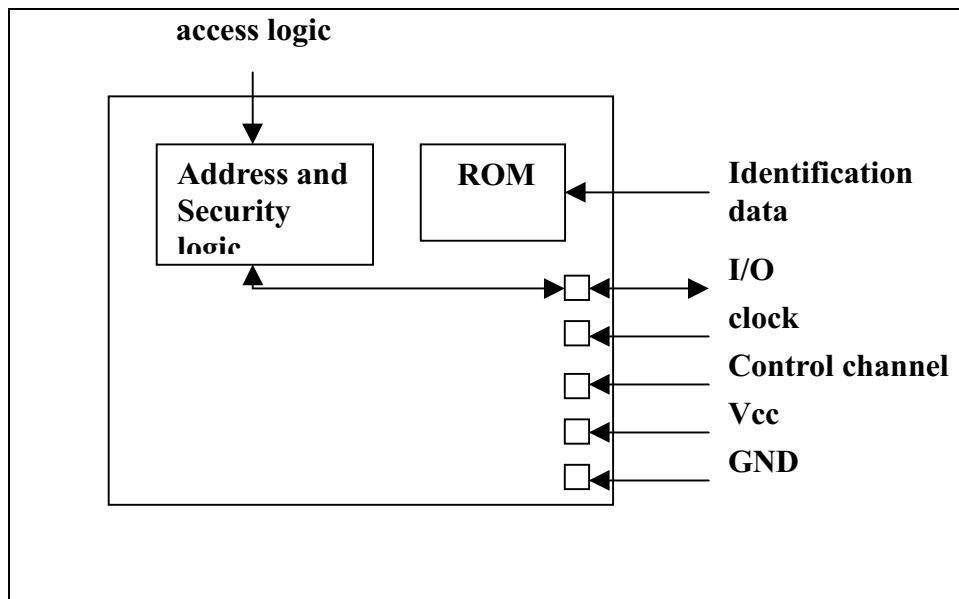 access logic
Address and
Security
logic
ROM
Identification
data
I/O
clock
Control channel
Vcc
GND